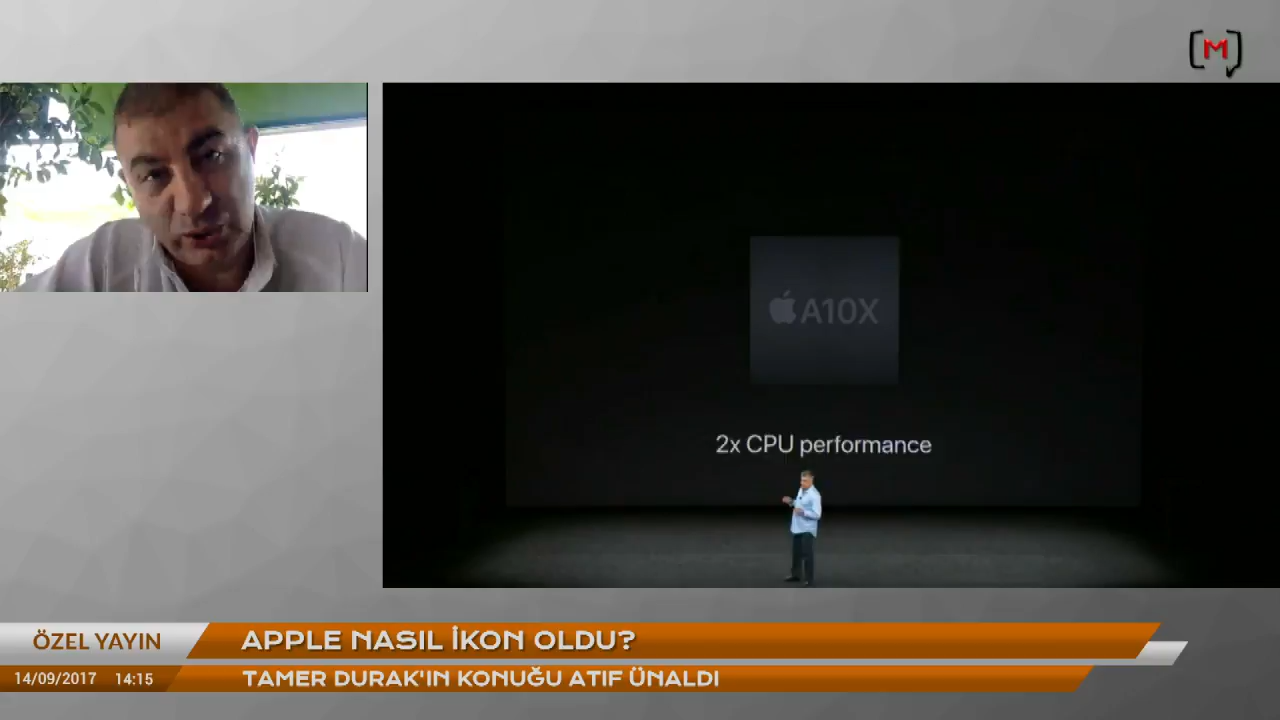 M
A10X
2x CPU performance
ÖZEL YAYIN
APPLE NASIL İKON OLDU?
14/09/2017 14:15
TAMER DURAK'IN KONUĞU ATIF ÜNALDI